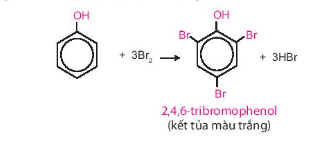 OH
OH
Br
Br
+ 3Br₂
+ 3HBr
Br
2,4,6-tribromophenol
(kết tủa màu trắng)